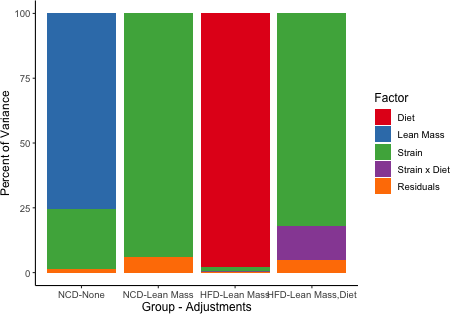 Percent of Variance
100
75
50
25
0
NCD-None
NCD-Lean Mass
HFD-Lean Mass
HFD-Lean Mass,Diet
Group - Adjustments
Factor
Diet
Lean Mass
Strain
Strain x Diet
Residuals